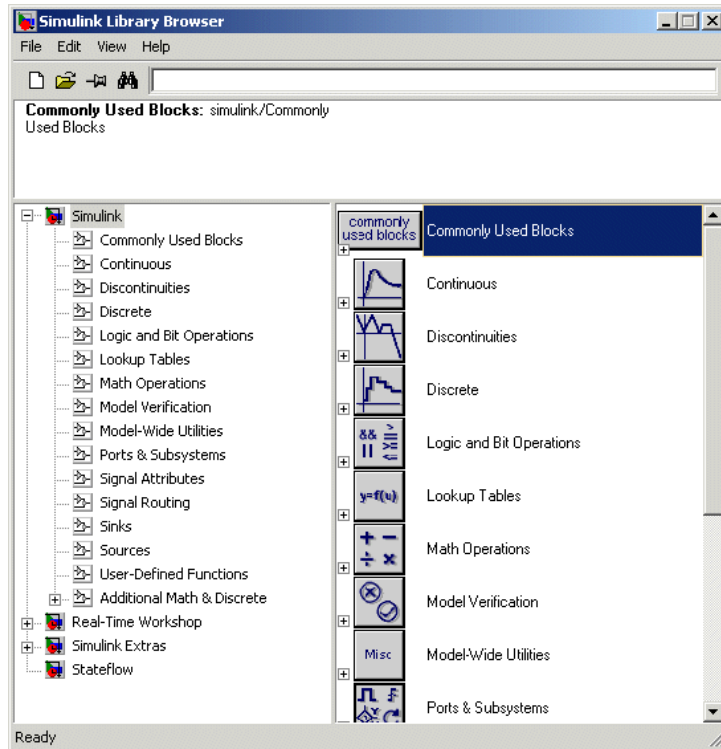 Simulink Library Browser
File Edit View Help
Commonly Used Blocks: simulink/Commonly
Used Blocks
Simulink
Commonly Used Blocks
Continuous
Discontinuities
Discrete
Logic and Bit Operations
Lookup Tables
Math Operations
Model Verification
Model-Wide Utilities
Ports & Subsystems
Signal Attributes
Signal Routing
Sinks
Sources
User-Defined Functions
Additional Math & Discrete
Real-Time Workshop
Simulink Extras
Stateflow
commonly
used blocks
Commonly Used Blocks
Continuous
Discontinuities
Discrete
&& >=
|| >=
<=
Logic and Bit Operations
y=f(u)
Lookup Tables
+ −
÷ ×
Math Operations
Model Verification
Misc
Model-Wide Utilities
Ports & Subsystems
Ready